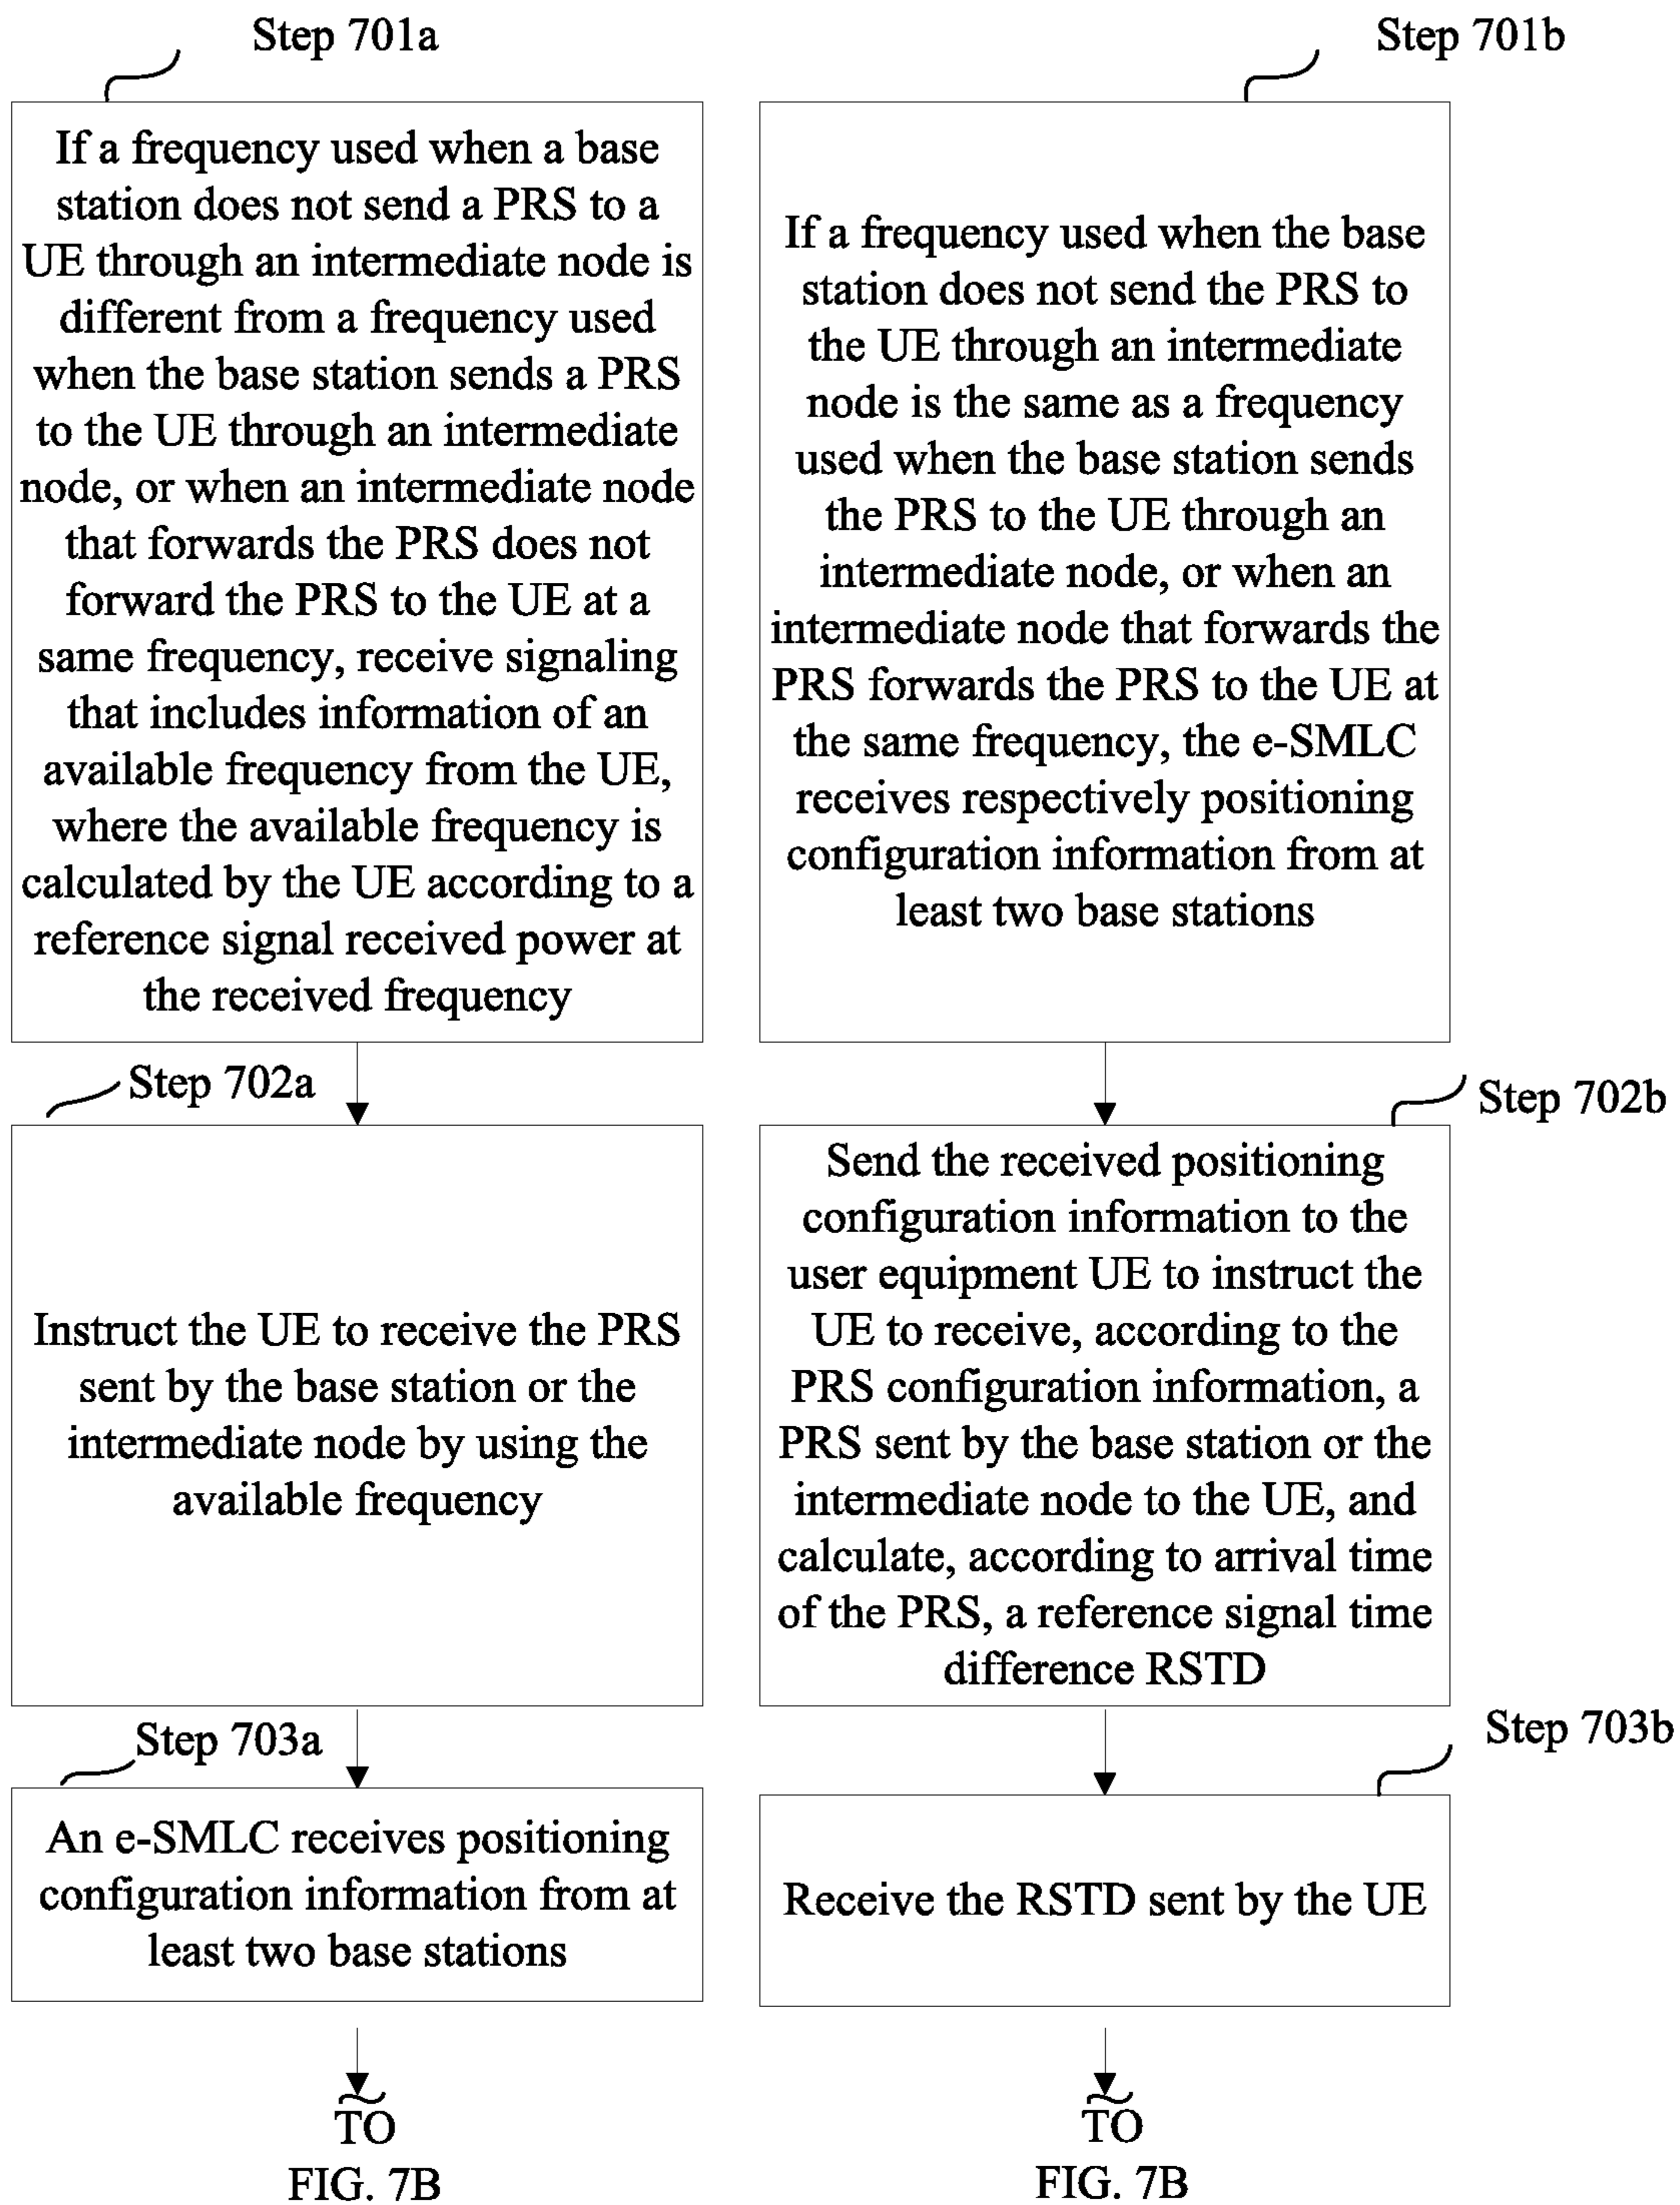 Step 701a
If a frequency used when a base
station does not send a PRS to a
UE through an intermediate node is
different from a frequency used
when the base station sends a PRS
to the UE through an intermediate
node, or when an intermediate node
that forwards the PRS does not
forward the PRS to the UE at a
same frequency, receive signaling
that includes information of an
available frequency from the UE,
where the available frequency is
calculated by the UE according to a
reference signal received power at
the received frequency
Step 702a
Instruct the UE to receive the PRS
sent by the base station or the
intermediate node by using the
available frequency
Step 703a
An e-SMLC receives positioning
configuration information from at
least two base stations
TO
FIG. 7B
Step 701b
If a frequency used when the base
station does not send the PRS to
the UE through an intermediate
node is the same as a frequency
used when the base station sends
the PRS to the UE through an
intermediate node, or when an
intermediate node that forwards the
PRS forwards the PRS to the UE at
the same frequency, the e-SMLC
receives respectively positioning
configuration information from at
least two base stations
Step 702b
Send the received positioning
configuration information to the
user equipment UE to instruct the
UE to receive, according to the
PRS configuration information, a
PRS sent by the base station or the
intermediate node to the UE, and
calculate, according to arrival time
of the PRS, a reference signal time
difference RSTD
Step 703b
Receive the RSTD sent by the UE
TO
FIG. 7B